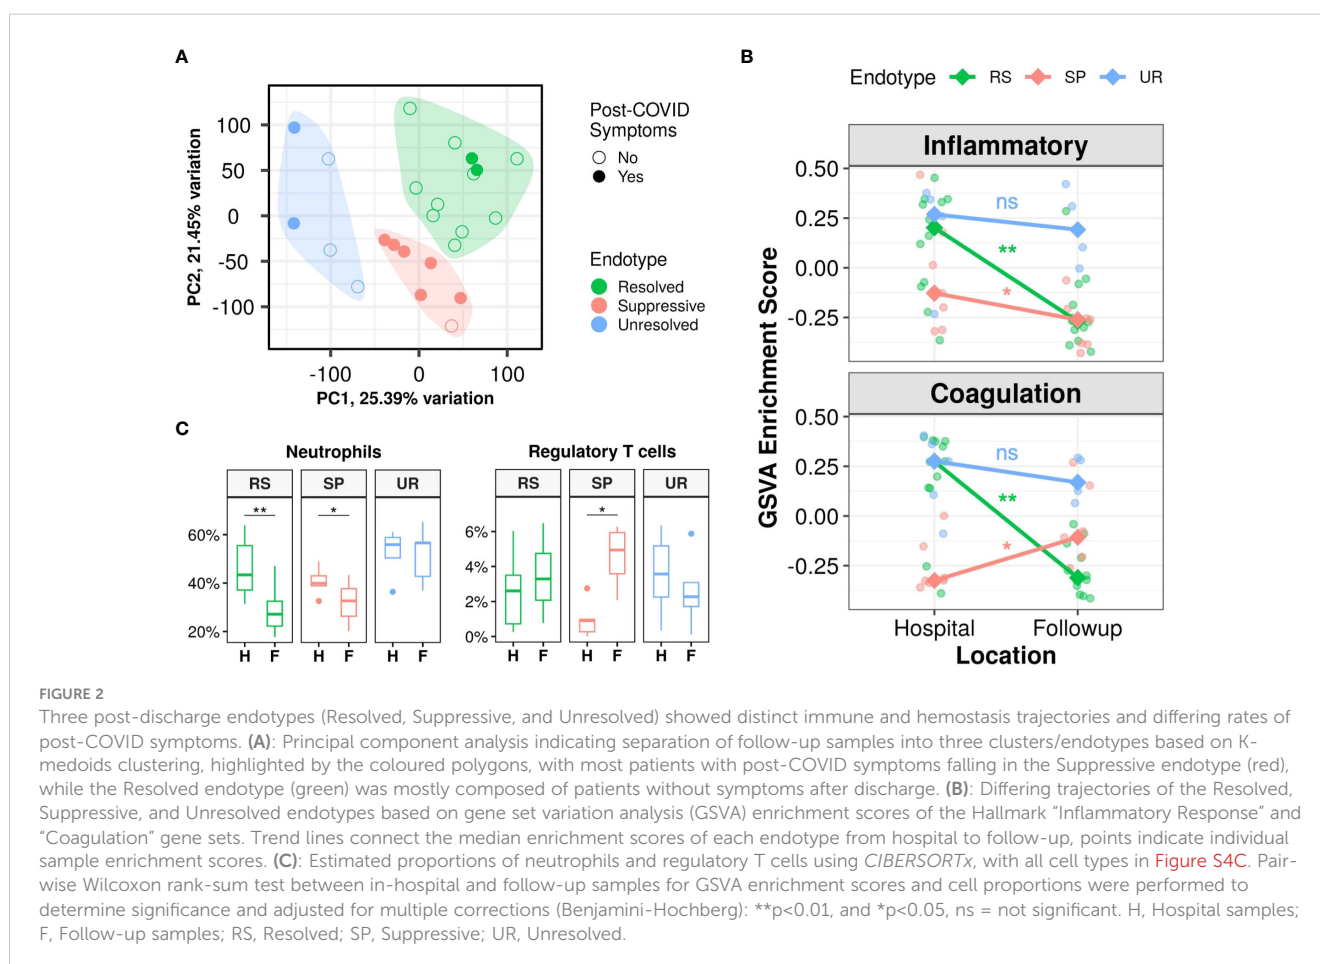 A
PC2, 21.45% variation
100
50
0
-50
-100
-100 0 100
PC1, 25.39% variation
Post-COVID
Symptoms
No
Yes
Endotype
Resolved
Suppressive
Unresolved
B
Endotype RS SP UR
GSVA Enrichment Score
Inflammatory
0.50
0.25
0.00
-0.25
ns
**
*
Coagulation
0.50
0.25
0.00
-0.25
ns
**
*
Hospital Followup
Location
C
Neutrophils
RS SP UR
** *
60%
40%
20%
H F H F H F
Regulatory T cells
RS SP UR
*
6%
4%
2%
0%
H F H F H F
FIGURE 2
Three post-discharge endotypes (Resolved, Suppressive, and Unresolved) showed distinct immune and hemostasis trajectories and differing rates of
post-COVID symptoms. (A): Principal component analysis indicating separation of follow-up samples into three clusters/endotypes based on K-
medoids clustering, highlighted by the coloured polygons, with most patients with post-COVID symptoms falling in the Suppressive endotype (red),
while the Resolved endotype (green) was mostly composed of patients without symptoms after discharge. (B): Differing trajectories of the Resolved,
Suppressive, and Unresolved endotypes based on gene set variation analysis (GSVA) enrichment scores of the Hallmark “Inflammatory Response” and
“Coagulation” gene sets. Trend lines connect the median enrichment scores of each endotype from hospital to follow-up, points indicate individual
sample enrichment scores. (C): Estimated proportions of neutrophils and regulatory T cells using CIBERSORTx, with all cell types in Figure S4C. Pair-
wise Wilcoxon rank-sum test between in-hospital and follow-up samples for GSVA enrichment scores and cell proportions were performed to
determine significance and adjusted for multiple corrections (Benjamini-Hochberg): **p<0.01, and *p<0.05, ns = not significant. H, Hospital samples;
F, Follow-up samples; RS, Resolved; SP, Suppressive; UR, Unresolved.